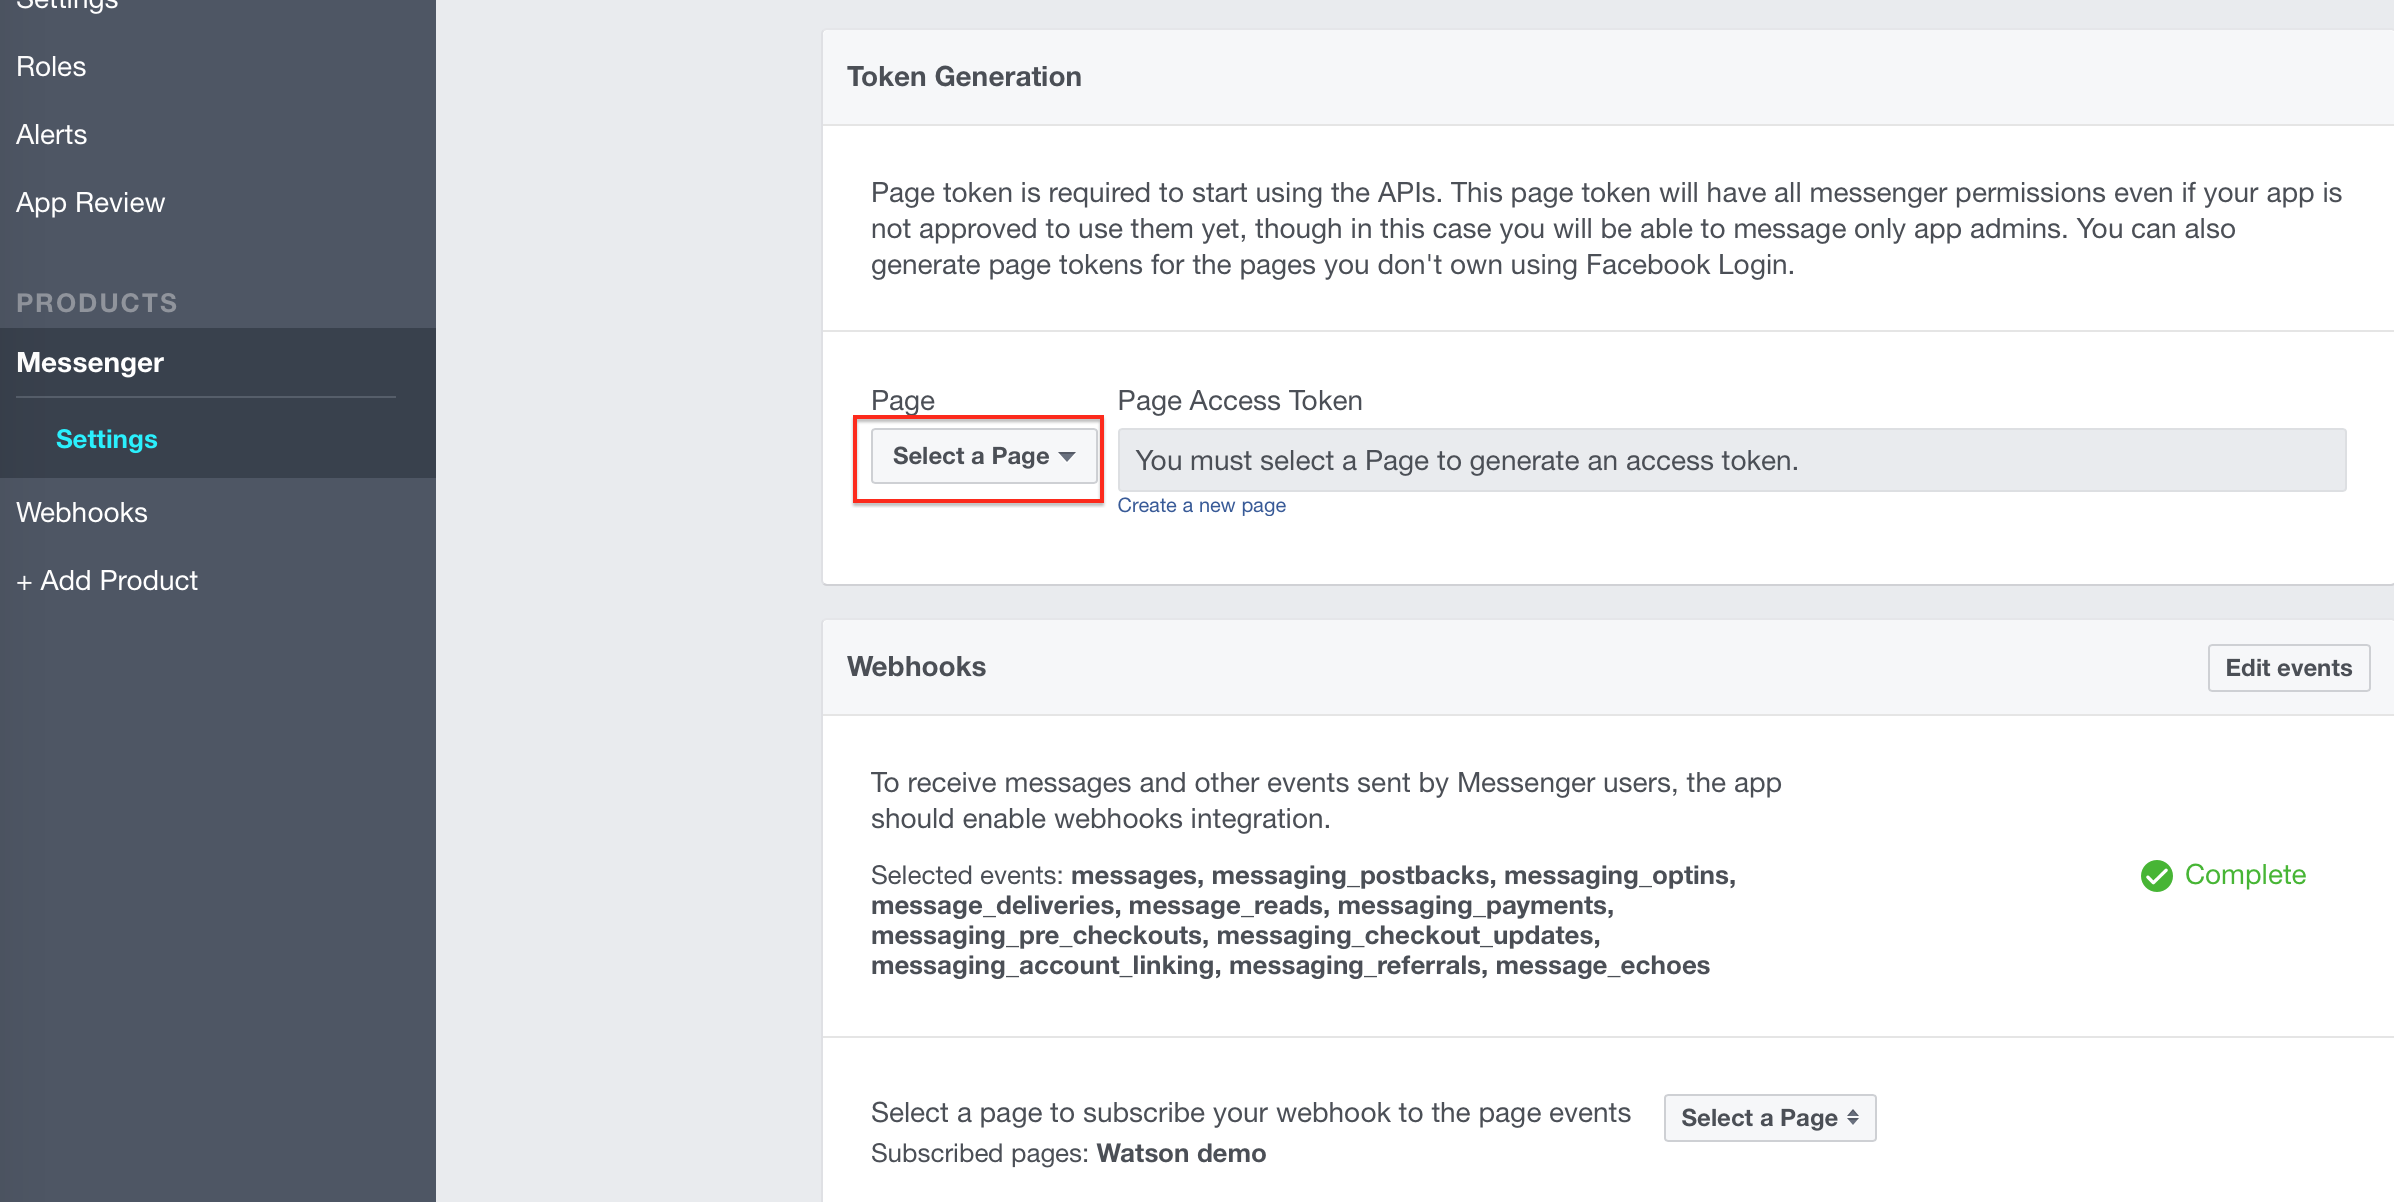 Settings
Roles
Alerts
App Review
PRODUCTS
Messenger
Settings
Webhooks
+ Add Product
Token Generation
Page token is required to start using the APIs. This page token will have all messenger permissions even if your app is
not approved to use them yet, though in this case you will be able to message only app admins. You can also
generate page tokens for the pages you don't own using Facebook Login.
Page
Page Access Token
Select a Page
You must select a Page to generate an access token.
Create a new page
Webhooks
Edit events
To receive messages and other events sent by Messenger users, the app
should enable webhooks integration.
Selected events: messages, messaging_postbacks, messaging_optins,
message_deliveries, message_reads, messaging_payments,
messaging_pre_checkouts, messaging_checkout_updates,
messaging_account_linking, messaging_referrals, message_echoes
Complete
Select a page to subscribe your webhook to the page events
Select a Page
Subscribed pages: Watson demo